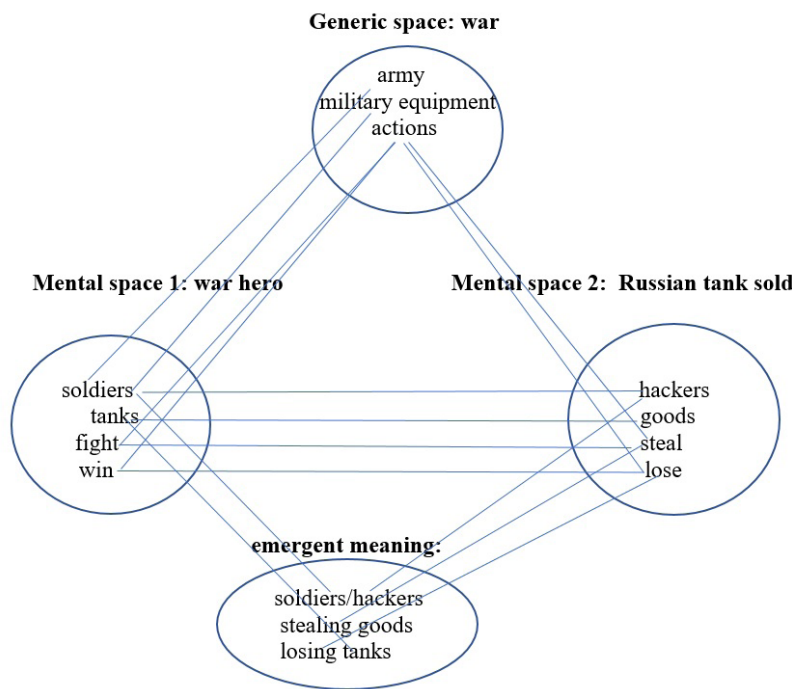 Generic space: war
army
military equipment
actions
Mental space 1: war hero
Mental space 2:  Russian tank sold
soldiers
tanks
fight
win
hackers
goods
steal
lose
emergent meaning:
soldiers/hackers
stealing goods
losing tanks